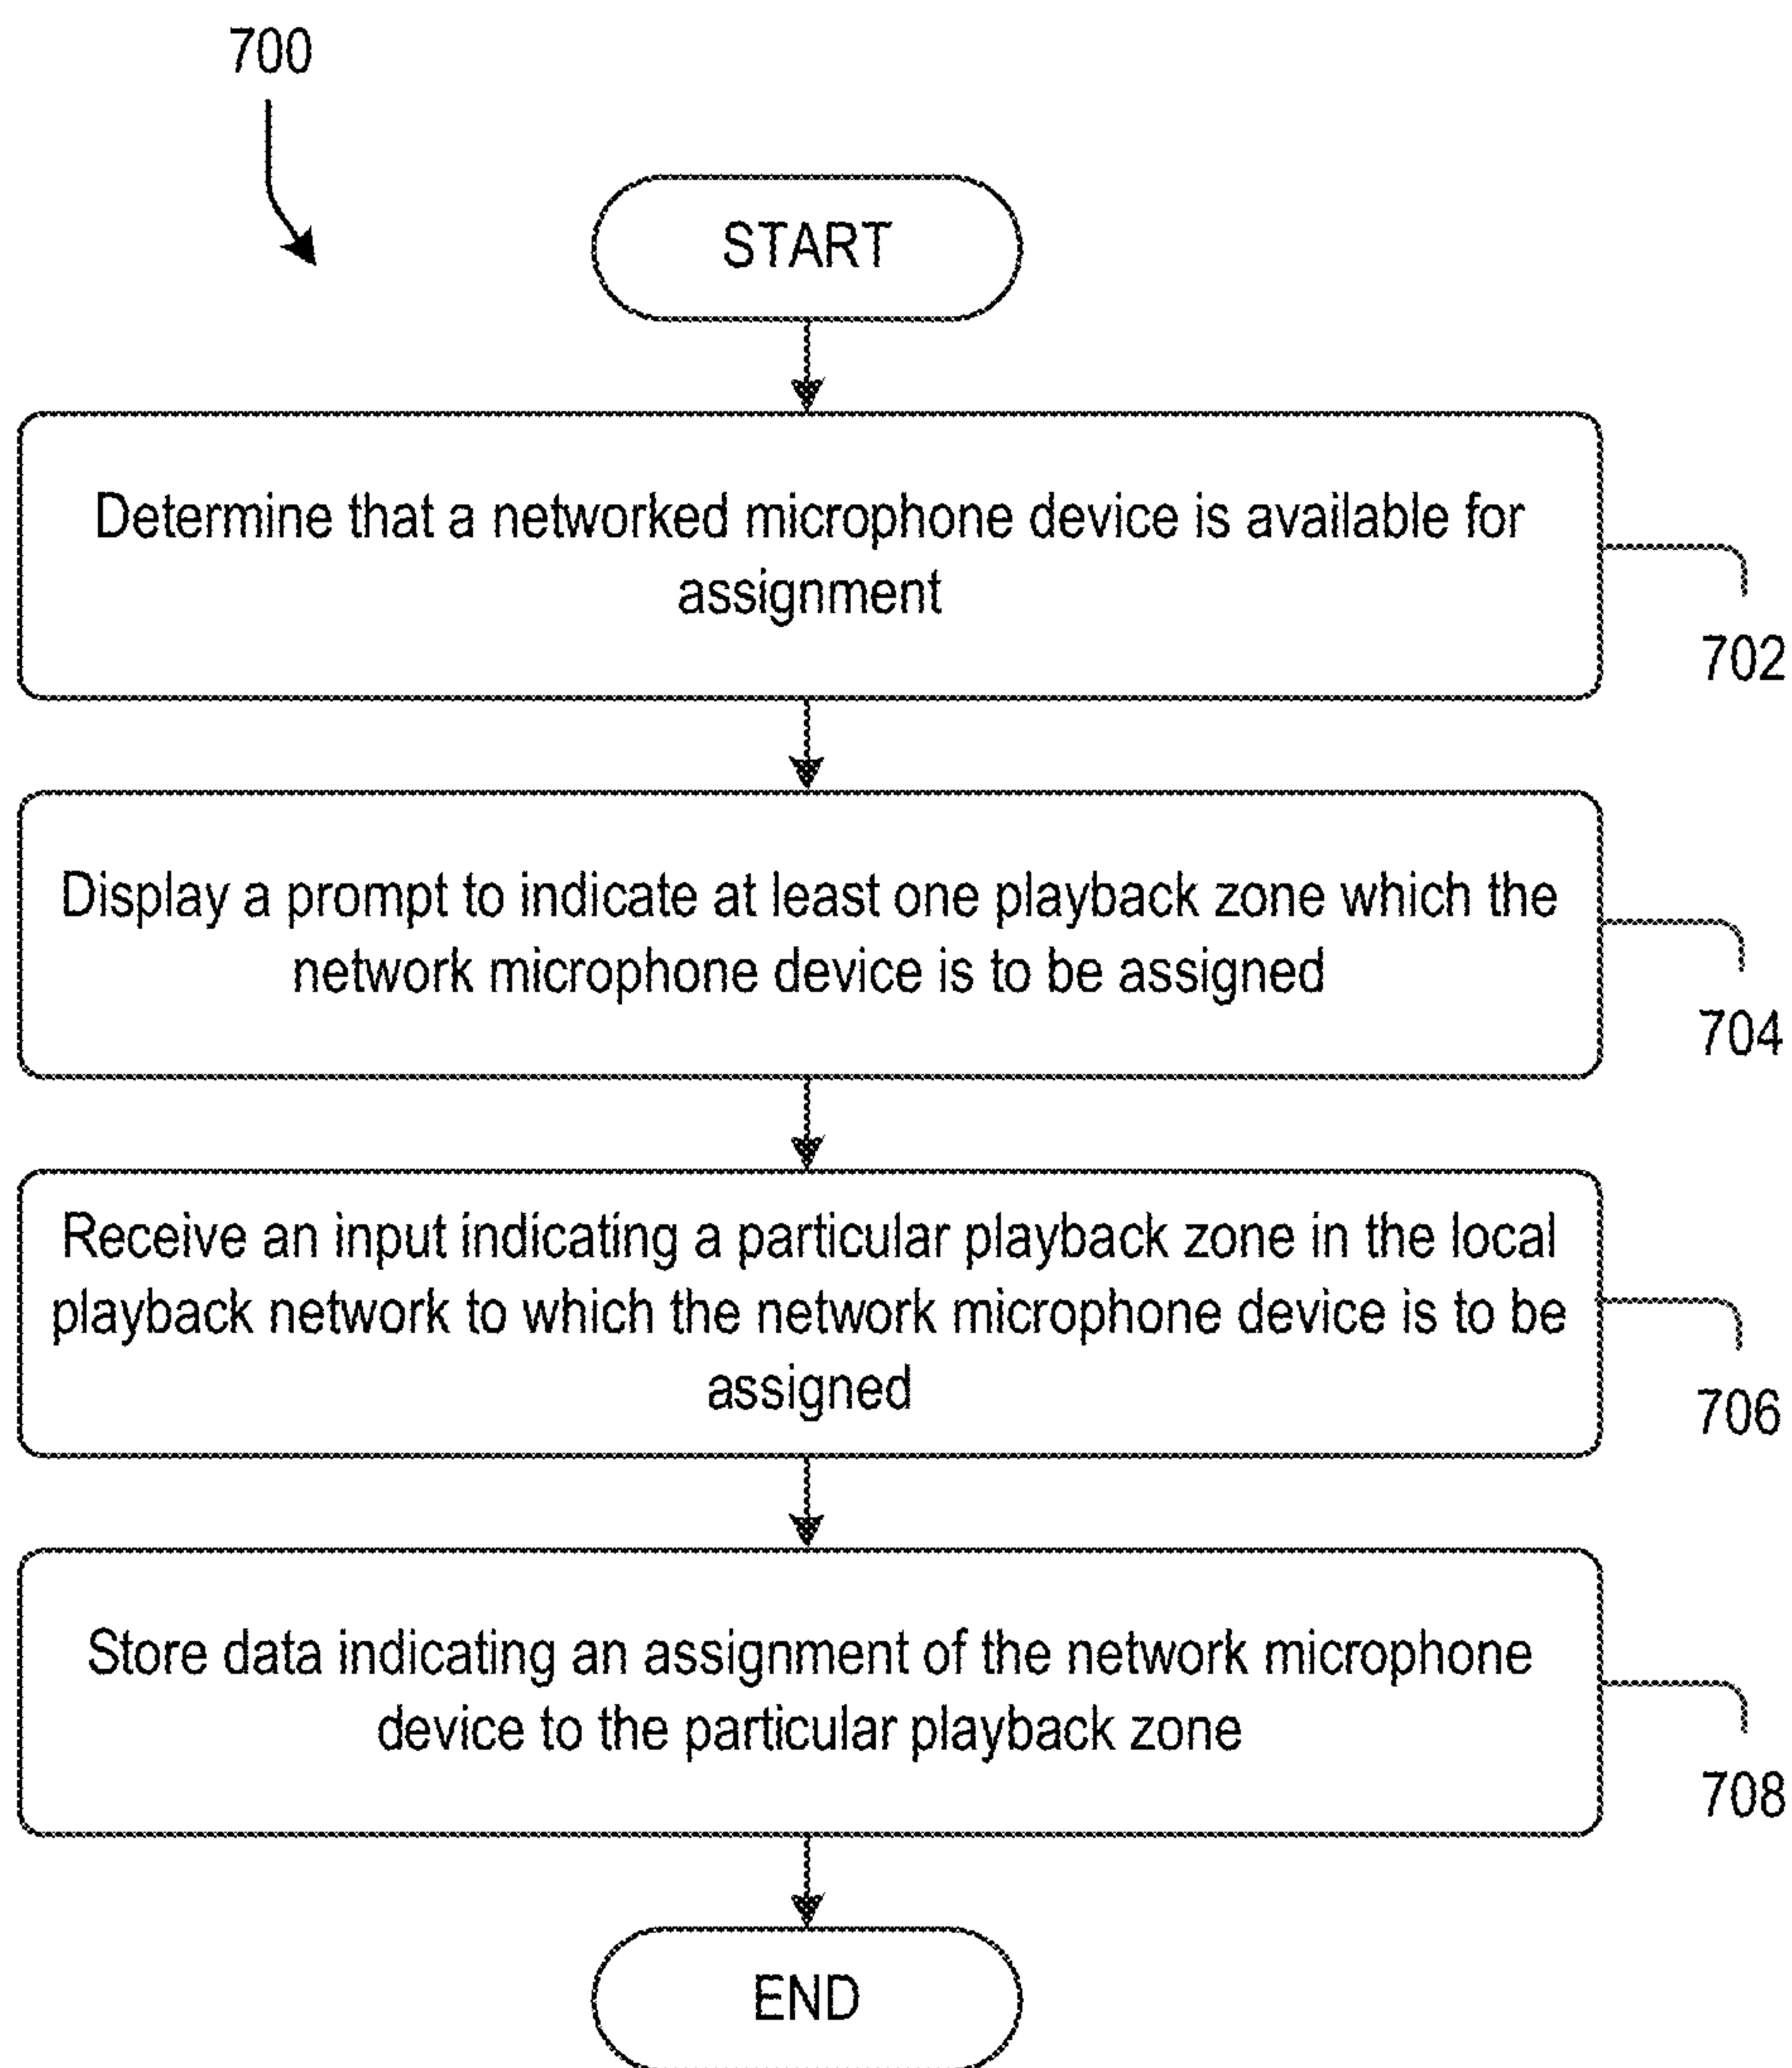 700
START
Determine that a networked microphone device is available for
assignment
702
Display a prompt to indicate at least one playback zone which the
network microphone device is to be assigned
704
Receive an input indicating a particular playback zone in the local
playback network to which the network microphone device is to be
assigned
706
Store data indicating an assignment of the network microphone
device to the particular playback zone
708
END